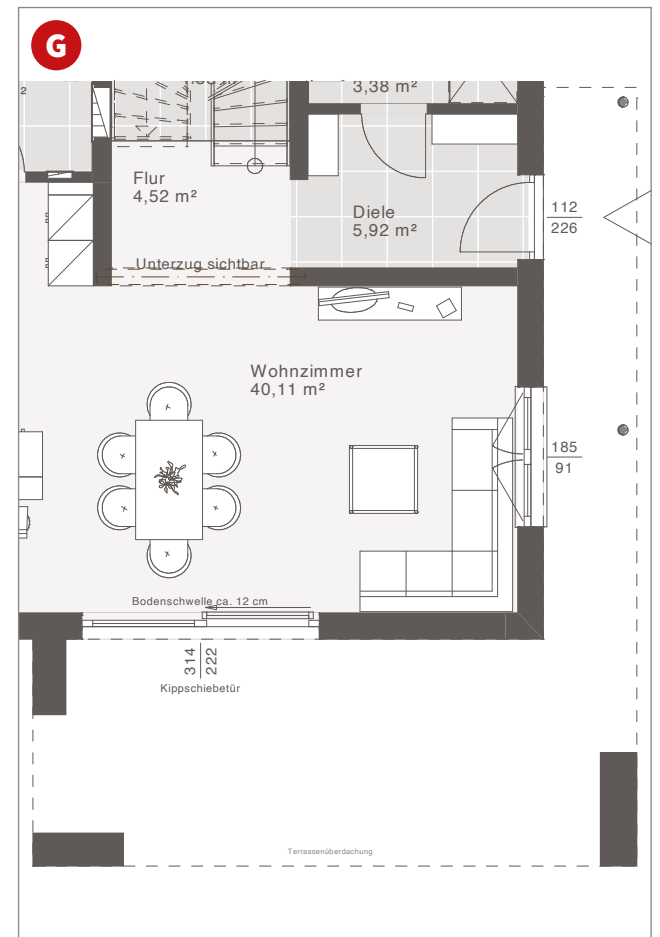 G
2
3,38 m²
Flur
4,52 m²
Diele
5,92 m²
112
226
Unterzug sichtbar
Wohnzimmer
40,11 m²
185
91
Bodenschwelle ca. 12 cm
314
222
Kippschiebetür
Terrassenüberdachung